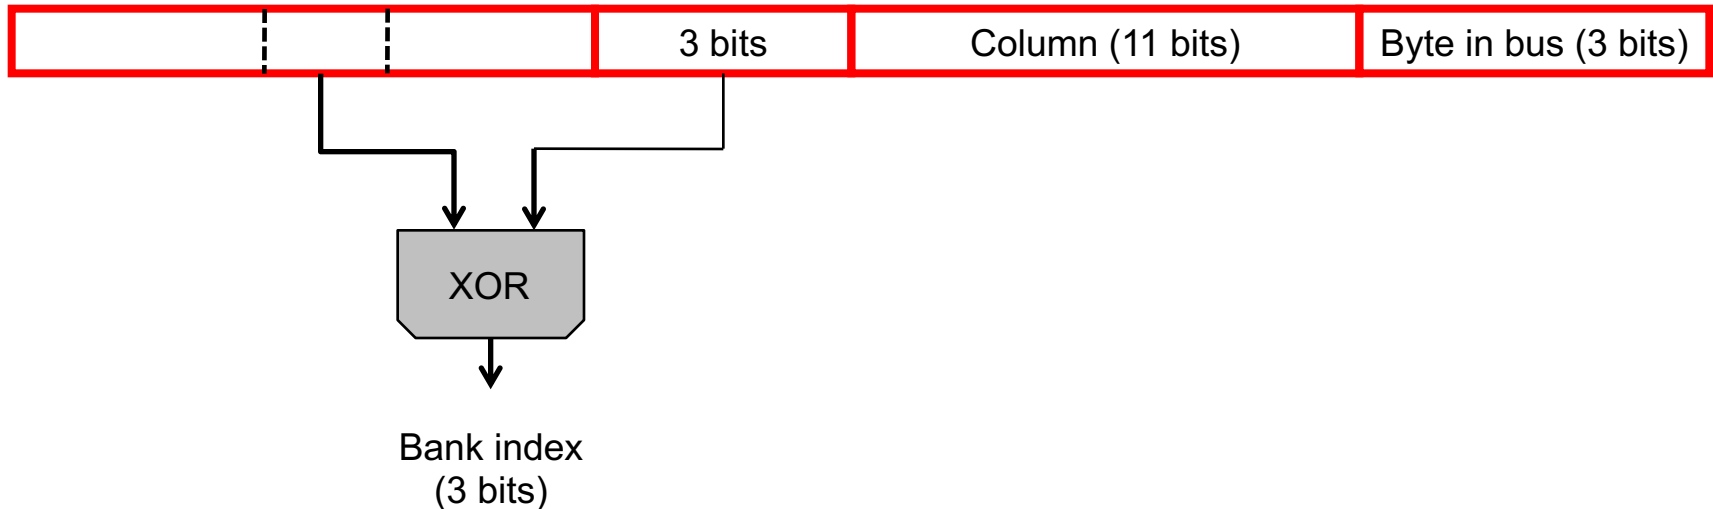 3 bits
Column (11 bits)
Byte in bus (3 bits)
XOR
Bank index
(3 bits)